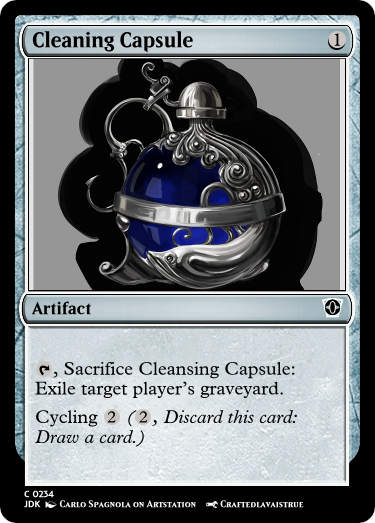 Cleaning Capsule 1
Artifact
, Sacrifice Cleansing Capsule:
Exile target player's graveyard.
Cycling 2 (2, Discard this card:
Draw a card.)
C 0234
JDK Carlo Spagnola on Artstation Craftedlavaistrue